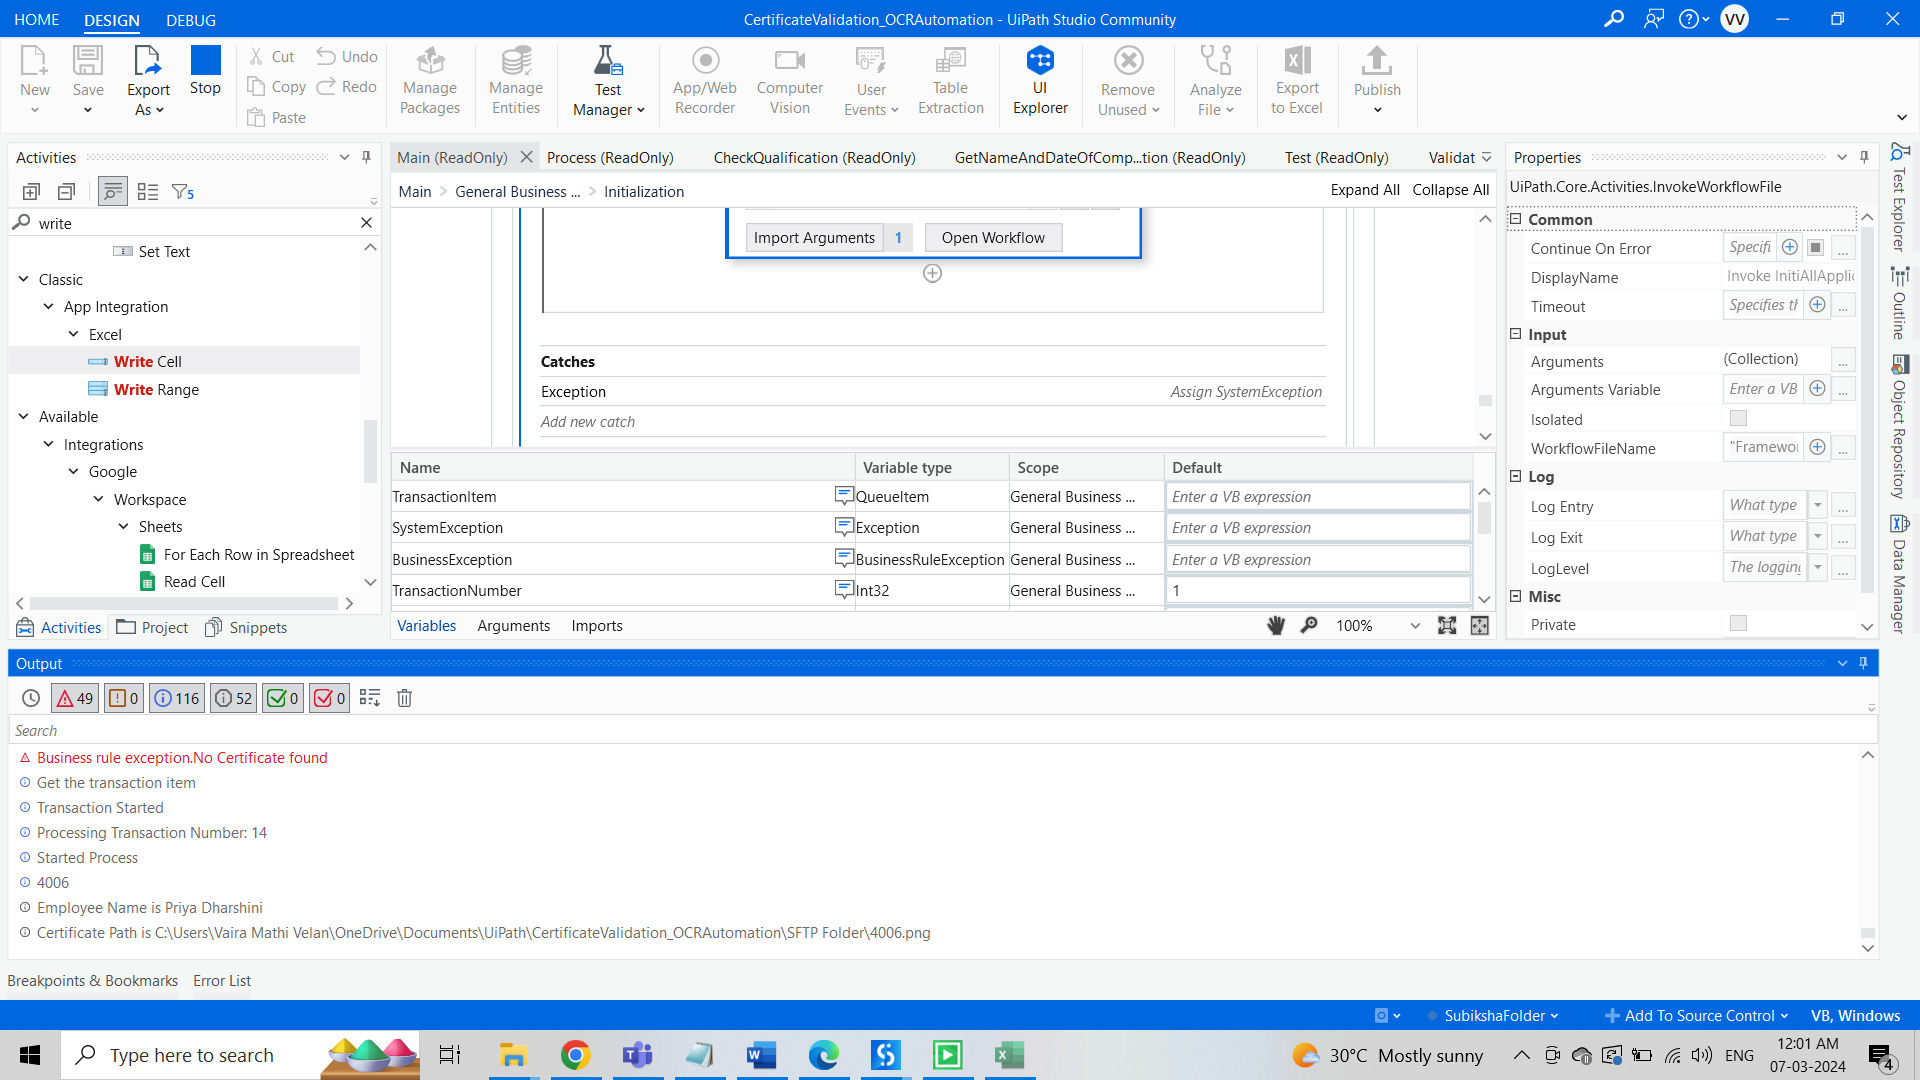 HOME
DESIGN
DEBUG
CertificateValidation_OCRAutomation - UiPath Studio Community
VV
New
Save
Export As
Stop
Cut
Copy
Paste
Undo
Redo
Manage Packages
Manage Entities
Test Manager
App/Web Recorder
Computer Vision
User Events
Table Extraction
UI Explorer
Remove Unused
Analyze File
Export to Excel
Publish
Activities
5
write
Set Text
Classic
App Integration
Excel
Write Cell
Write Range
Available
Integrations
Google
Workspace
Sheets
For Each Row in Spreadsheet
Read Cell
Activities
Project
Snippets
Main (ReadOnly)
Process (ReadOnly)
CheckQualification (ReadOnly)
GetNameAndDateOfComp...tion (ReadOnly)
Test (ReadOnly)
Validat
Main > General Business ... > Initialization
Expand All
Collapse All
Import Arguments 1
Open Workflow
Catches
Exception
Assign SystemException
Add new catch
Name Variable type Scope Default
TransactionItem QueueItem General Business ... Enter a VB expression
SystemException Exception General Business ... Enter a VB expression
BusinessException BusinessRuleException General Business ... Enter a VB expression
TransactionNumber Int32 General Business ... 1
Variables
Arguments
Imports
100%
Properties
UiPath.Core.Activities.InvokeWorkflowFile
Common
Continue On Error Specifi ...
DisplayName Invoke InitiAllApplic
Timeout Specifies th ...
Input
Arguments (Collection) ...
Arguments Variable Enter a VB ...
Isolated
WorkflowFileName "Framewor ...
Log
Log Entry What type ...
Log Exit What type ...
LogLevel The logging ...
Misc
Private
Test Explorer
Outline
Object Repository
Data Manager
Output
49
0
116
52
0
0
Search
Business rule exception.No Certificate found
Get the transaction item
Transaction Started
Processing Transaction Number: 14
Started Process
4006
Employee Name is Priya Dharshini
Certificate Path is C:\Users\Vaira Mathi Velan\OneDrive\Documents\UiPath\CertificateValidation_OCRAutomation\SFTP Folder\4006.png
Breakpoints & Bookmarks
Error List
SubikshaFolder
Add To Source Control
VB, Windows
Type here to search
30°C Mostly sunny
ENG
12:01 AM
07-03-2024
4